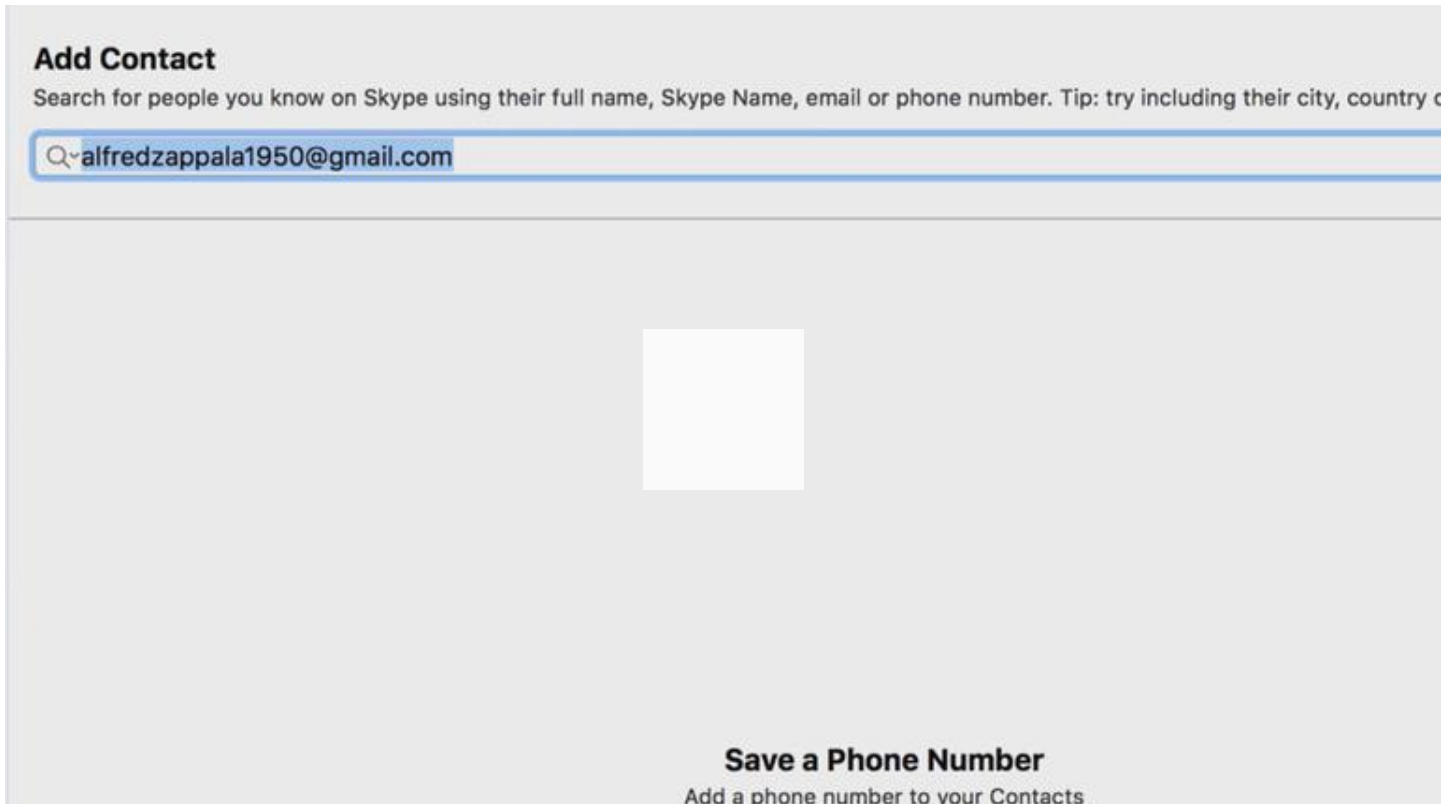 Add Contact
Search for people you know on Skype using their full name, Skype Name, email or phone number. Tip: try including their city, country
alfredzappala1950@gmail.com
Save a Phone Number
Add a phone number to your Contacts